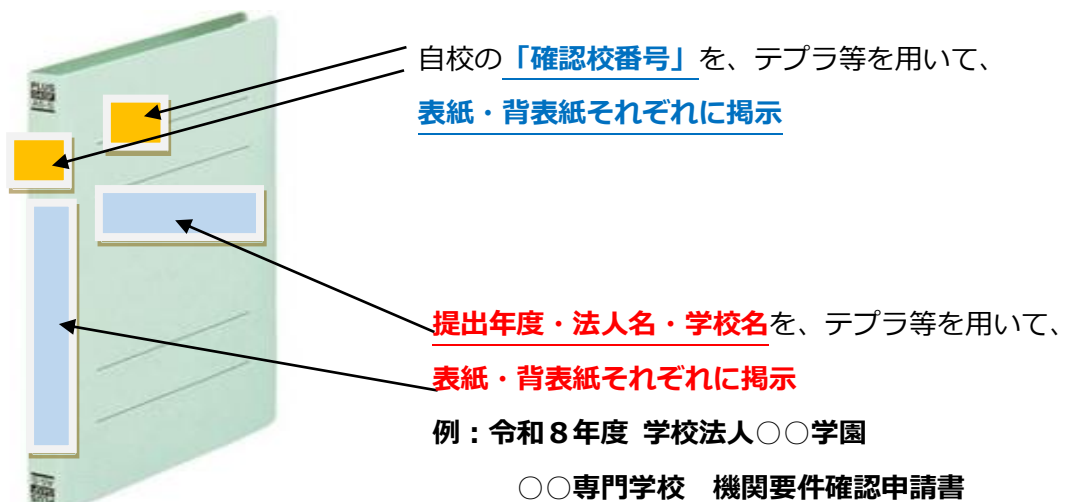 PLUS
自校の「確認校番号」を、テプラ等を用いて、
表紙・背表紙それぞれに掲示
提出年度・法人名・学校名を、テプラ等を用いて、
表紙・背表紙それぞれに掲示
例：令和８年度 学校法人○○学園
○○専門学校　機関要件確認申請書